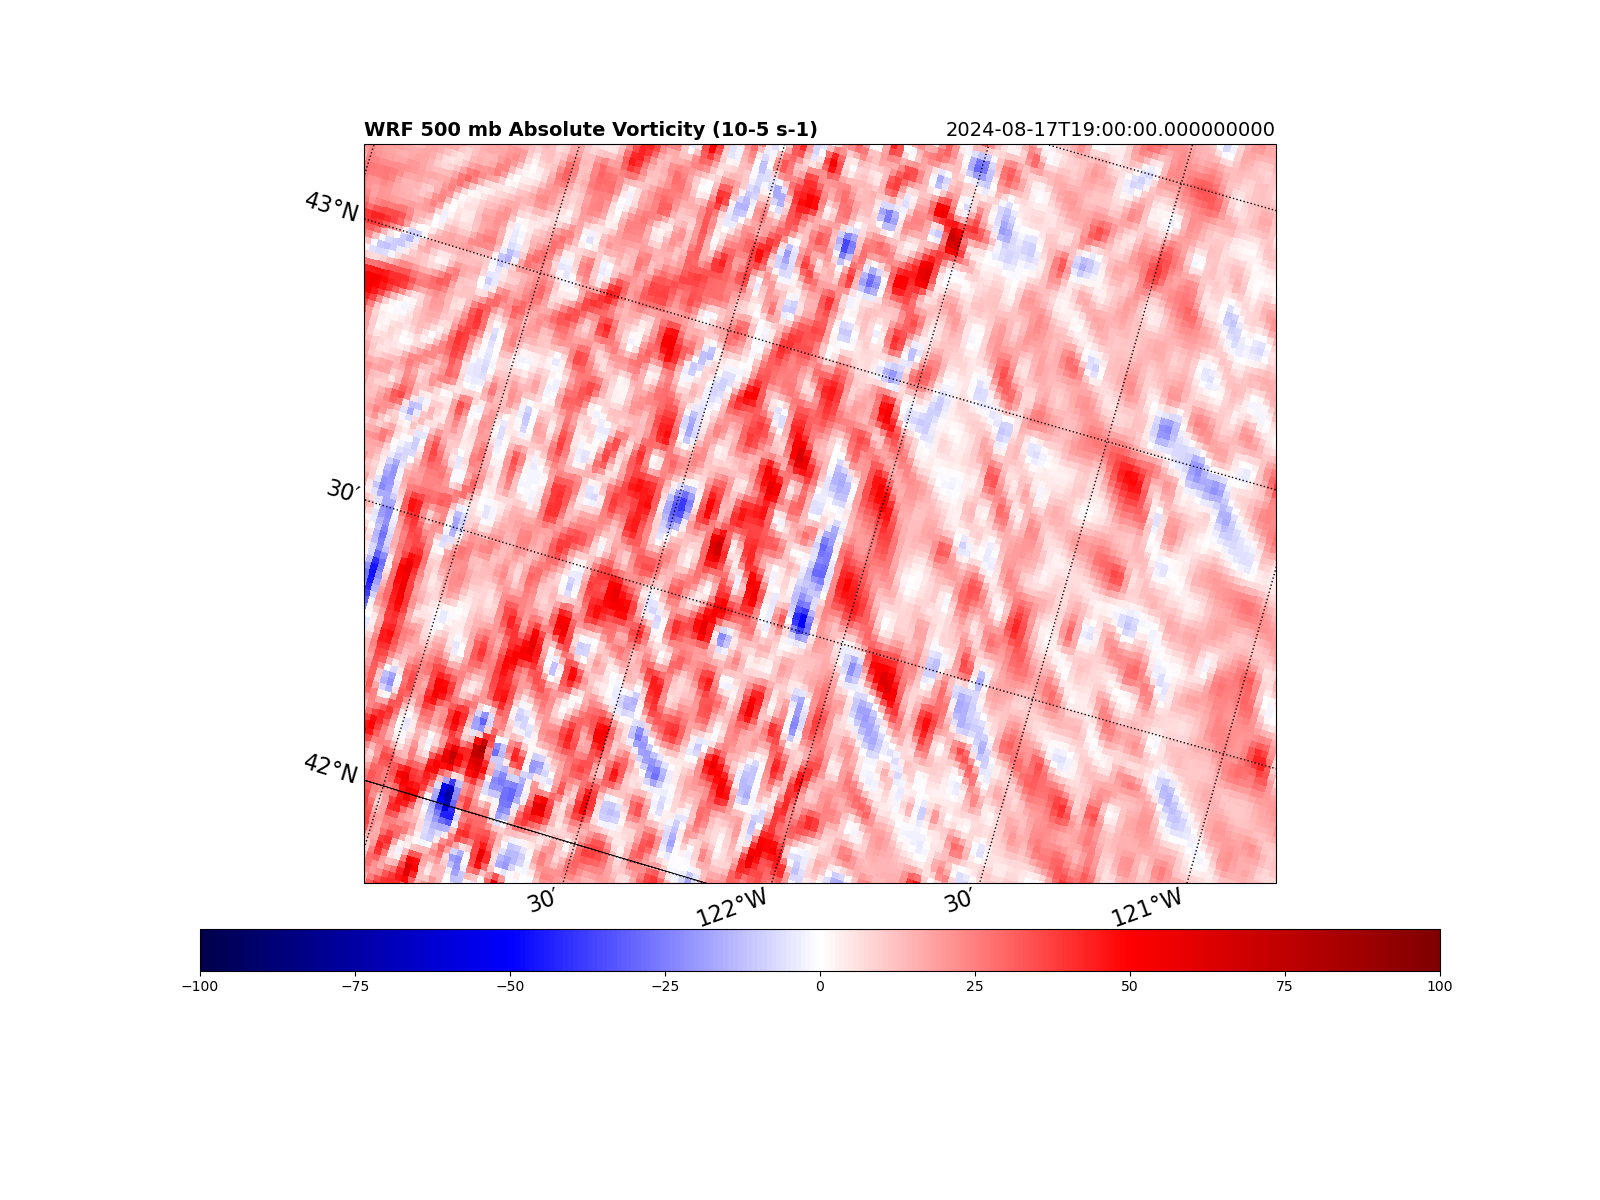 WRF 500 mb Absolute Vorticity (10-5 s-1)
2024-08-17T19:00:00.000000000
43°N
30′
42°N
30′
122°W
30′
121°W
−100
−75
−50
−25
0
25
50
75
100